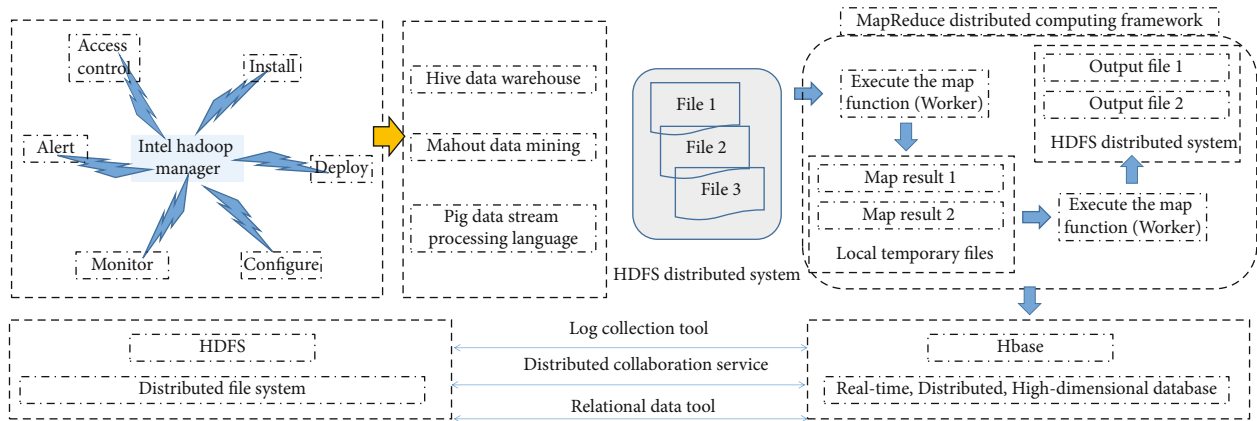 Access
control
Install
Alert
Intel hadoop
manager
Deploy
Monitor
Configure
Hive data warehouse
Mahout data mining
Pig data stream
processing language
File 1
File 2
File 3
HDFS distributed system
MapReduce distributed computing framework
Execute the map
function (Worker)
Map result 1
Map result 2
Local temporary files
Execute the map
function (Worker)
Output file 1
Output file 2
HDFS distributed system
HDFS
Distributed file system
Log collection tool
Distributed collaboration service
Relational data tool
Hbase
Real-time, Distributed, High-dimensional database